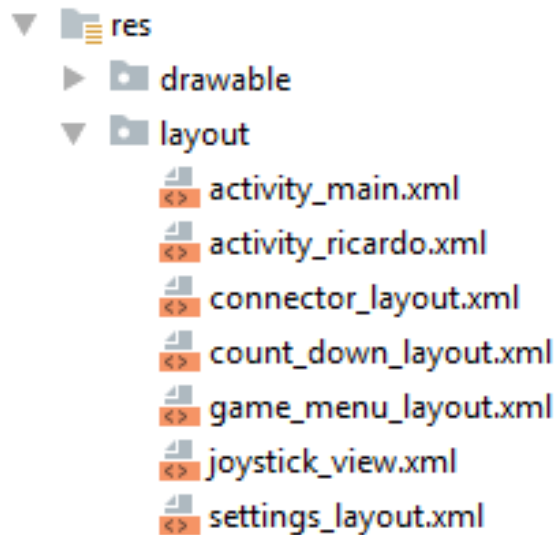 res
drawable
layout
activity_main.xml
activity_ricardo.xml
connector_layout.xml
count_down_layout.xml
game_menu_layout.xml
joystick_view.xml
settings_layout.xml